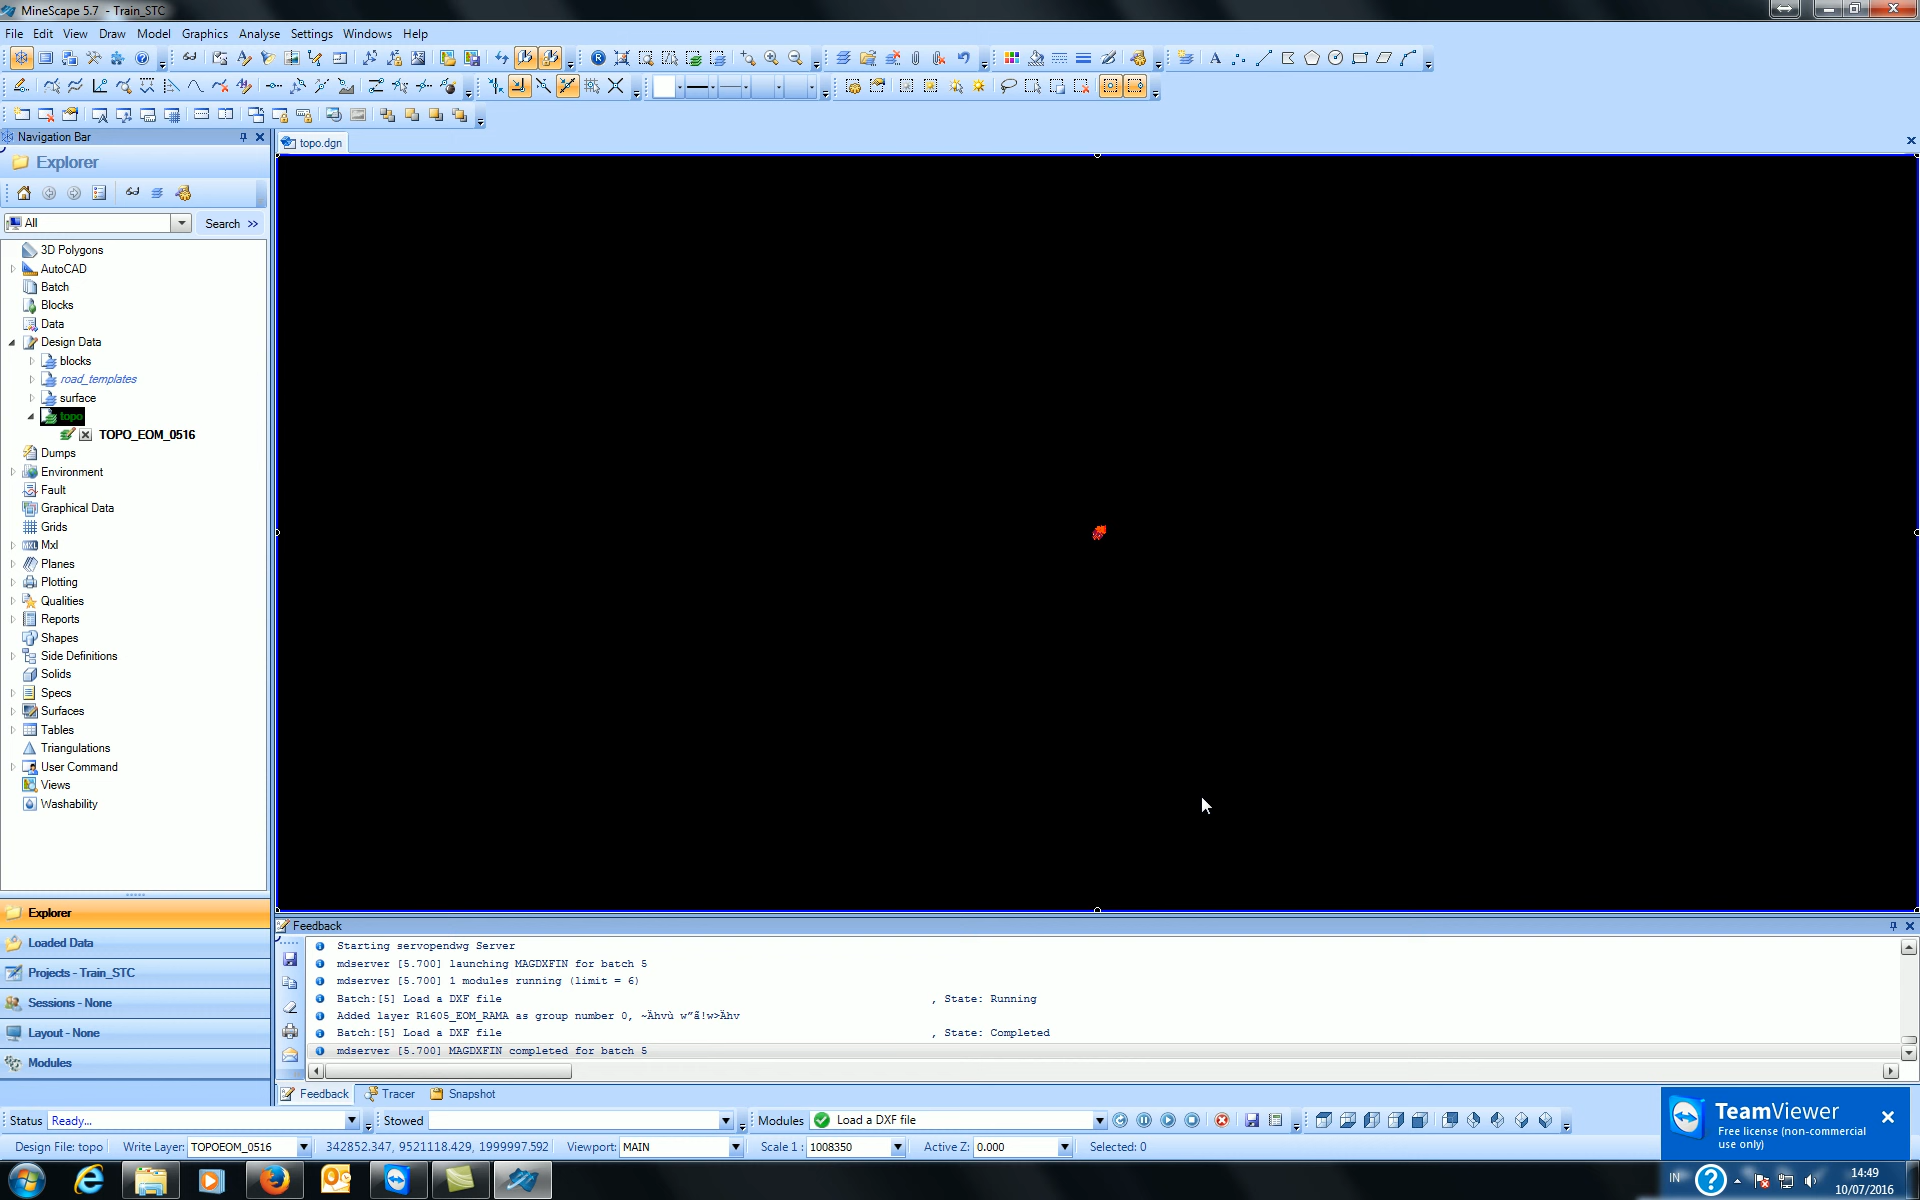 MineScape 5.7 - Train_STC
File Edit View Draw Model Graphics Analyse Settings Windows Help
Navigation Bar
topo.dgn
Explorer
All
Search >>
3D Polygons
AutoCAD
Batch
Blocks
Data
Design Data
blocks
road_templates
surface
topo
TOPO_EOM_0516
Dumps
Environment
Fault
Graphical Data
Grids
Mxl
Planes
Plotting
Qualities
Reports
Shapes
Side Definitions
Solids
Specs
Surfaces
Tables
Triangulations
User Command
Views
Washability
Explorer
Loaded Data
Projects - Train_STC
Sessions - None
Layout - None
Modules
Feedback
Starting servopendwg Server
mdserver [5.700] launching MAGDXFIN for batch 5
mdserver [5.700] 1 modules running (limit = 6)
Batch:[5] Load a DXF file , State: Running
Added layer R1605_EOM_RAMA as group number 0, ~Àhvù w"ã!w>Àhv
Batch:[5] Load a DXF file , State: Completed
mdserver [5.700] MAGDXFIN completed for batch 5
Feedback Tracer Snapshot
Status Ready... Stowed Modules Load a DXF file
Design File: topo Write Layer: TOPOEOM_0516 342852.347, 9521118.429, 1999997.592 Viewport: MAIN Scale 1 : 1008350 Active Z: 0.000 Selected: 0
TeamViewer
Free license (non-commercial
use only)
IN
14:49
10/07/2016